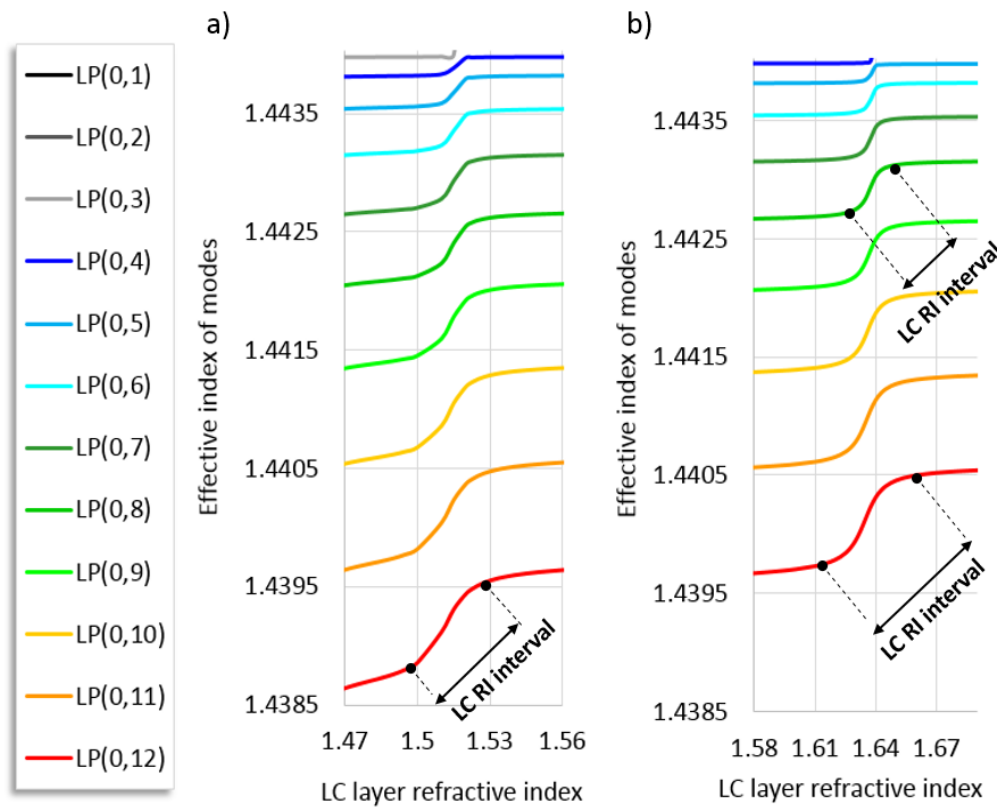 LP(0,1)
LP(0,2)
LP(0,3)
LP(0,4)
LP(0,5)
LP(0,6)
LP(0,7)
LP(0,8)
LP(0,9)
LP(0,10)
LP(0,11)
LP(0,12)
a)
Effective index of modes
1.4435
1.4425
1.4415
1.4405
1.4395
1.4385
LC RI interval
1.47 1.5 1.53 1.56
LC layer refractive index
b)
Effective index of modes
1.4435
1.4425
1.4415
1.4405
1.4395
1.4385
LC RI interval
LC RI interval
1.58 1.61 1.64 1.67
LC layer refractive index